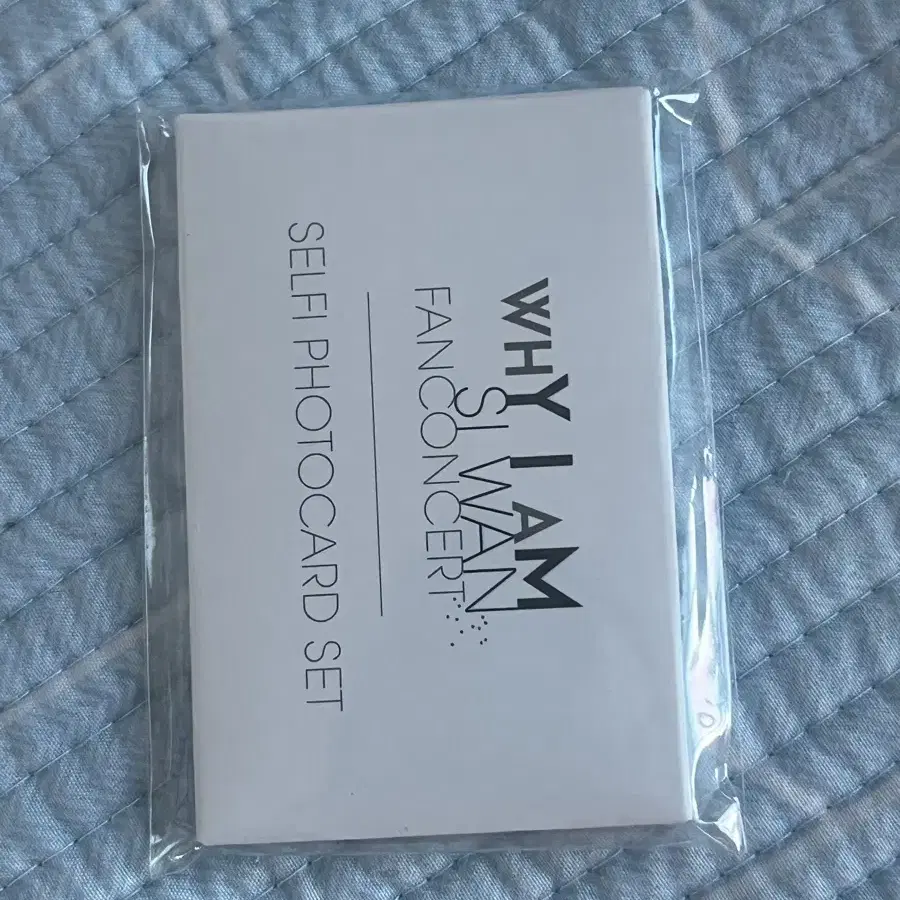 WHY I AM
SI WAN
FANCONCERT
SELFI PHOTOCARD SET